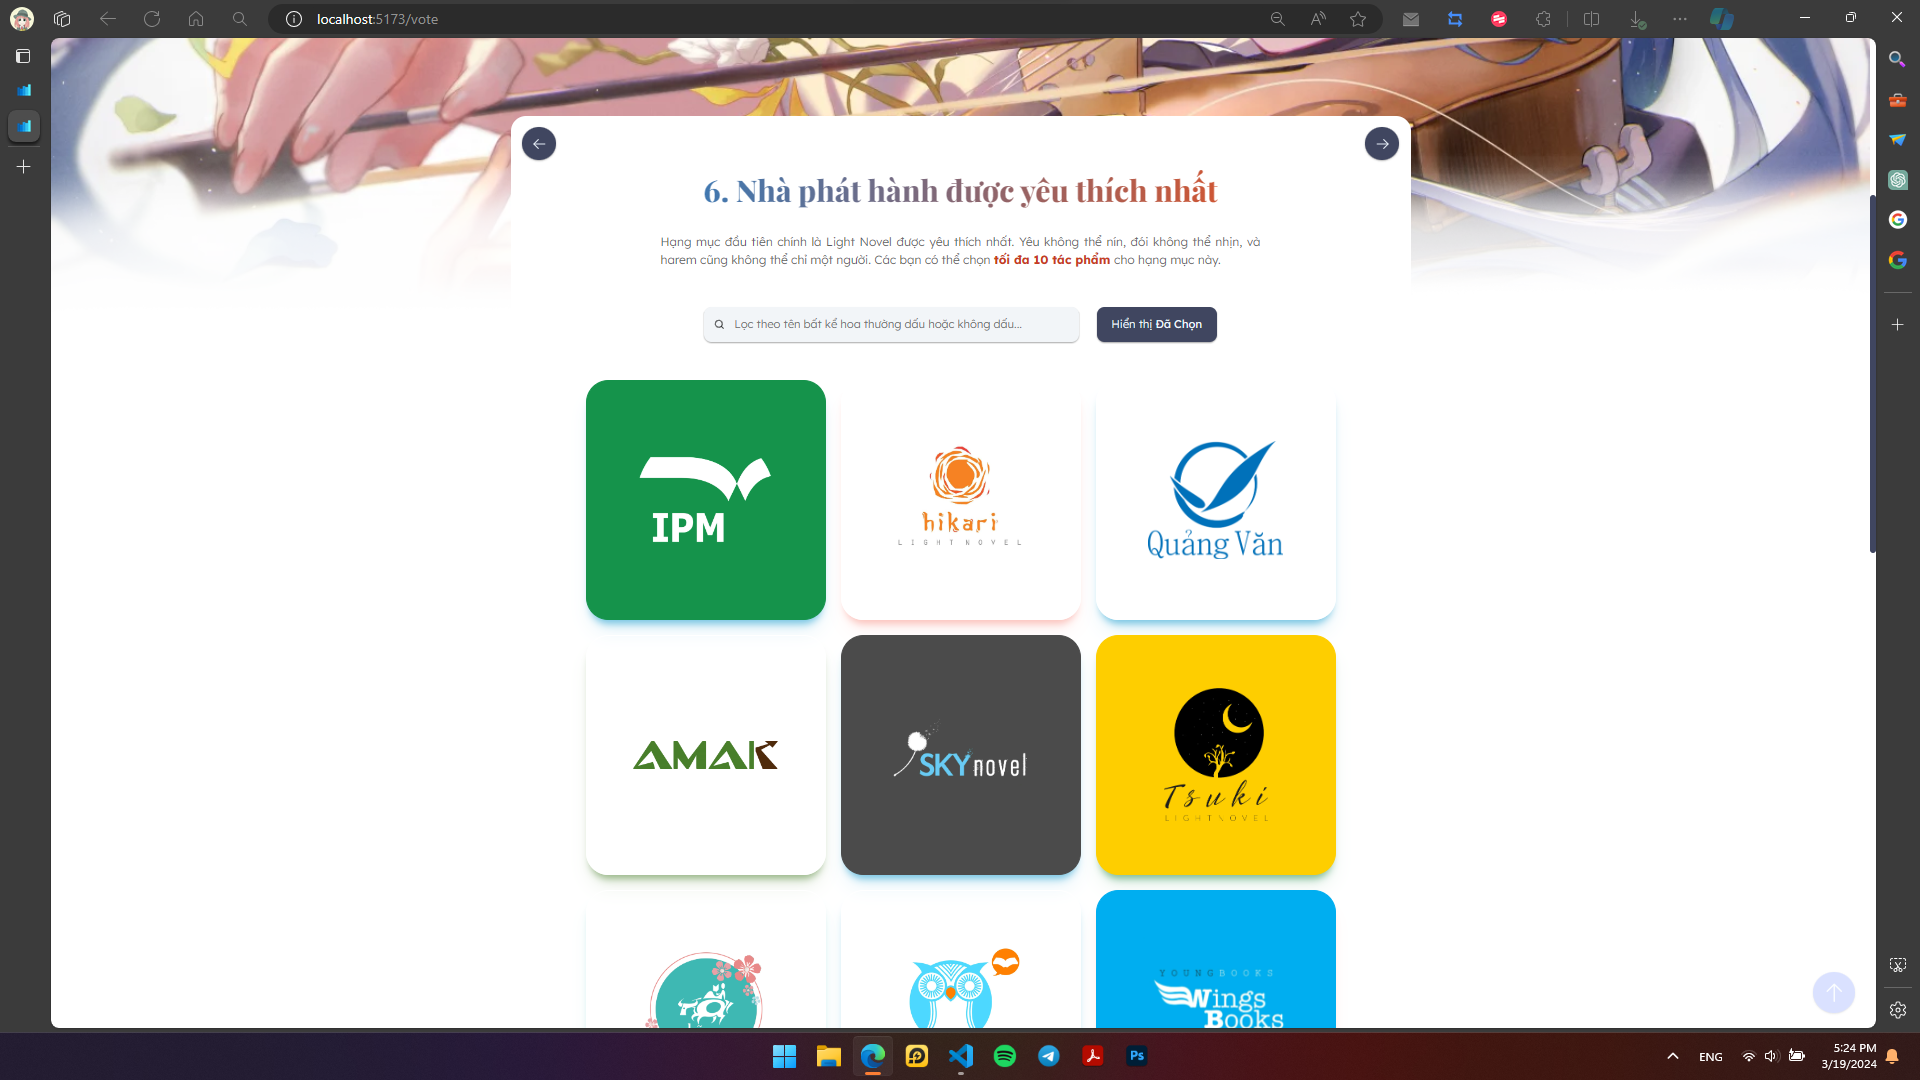 localhost:5173/vote
6. Nhà phát hành được yêu thích nhất
Hạng mục đầu tiên chính là Light Novel được yêu thích nhất. Yêu không thể nín, đói không thể nhịn, và
harem cũng không thể chỉ một người. Các bạn có thể chọn tối đa 10 tác phẩm cho hạng mục này.
Lọc theo tên bất kể hoa thường dấu hoặc không dấu...
Hiển thị Đã Chọn
IPM
hikari
LIGHT NOVEL
Quảng Văn
AMAK
SKY novel
Tsuki
LIGHTNOVEL
YOUNGBOOKS
Wings
Books
Ps
ENG
5:24 PM
3/19/2024